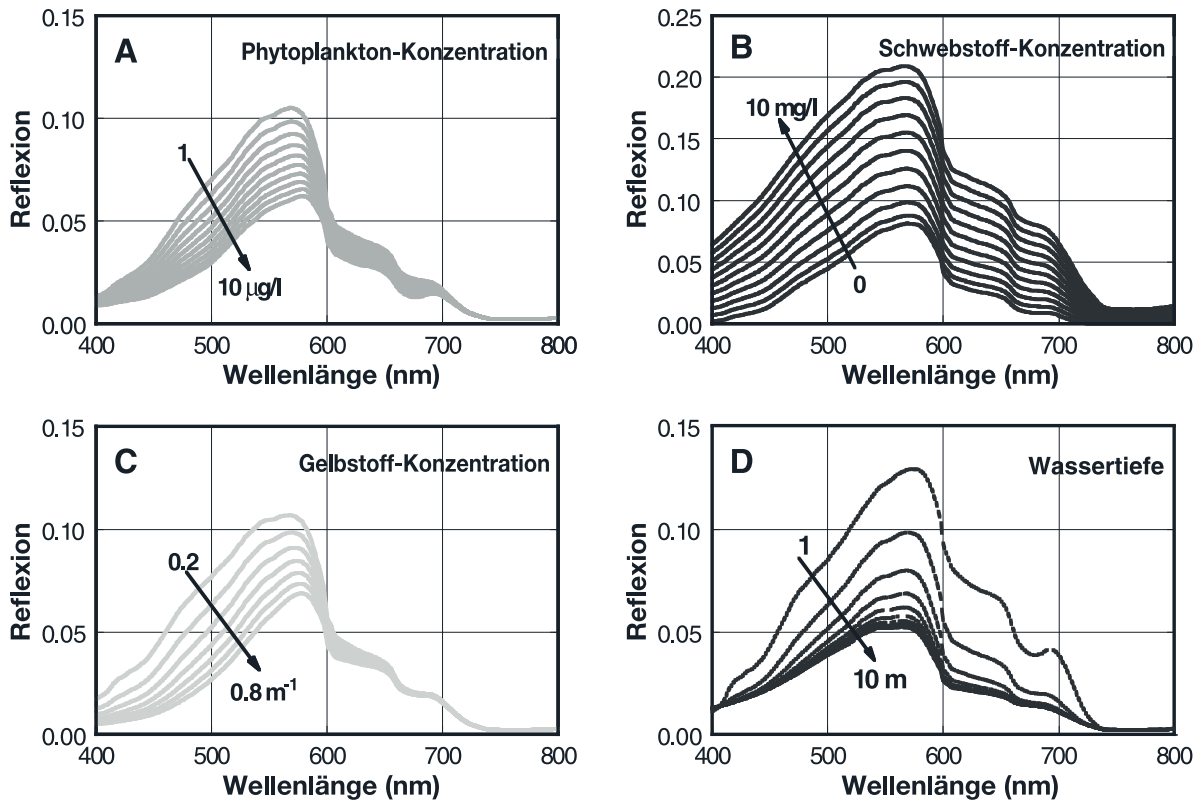 A
Phytoplankton-Konzentration
0.15
0.10
0.05
0.00
Reflexion
1
10 µg/l
400 500 600 700 800
Wellenlänge (nm)
B
Schwebstoff-Konzentration
0.25
0.20
0.15
0.10
0.05
0.00
Reflexion
10 mg/l
0
400 500 600 700 800
Wellenlänge (nm)
C
Gelbstoff-Konzentration
0.15
0.10
0.05
0.00
Reflexion
0.2
0.8 m⁻¹
400 500 600 700 800
Wellenlänge (nm)
D
Wassertiefe
0.15
0.10
0.05
0.00
Reflexion
1
10 m
400 500 600 700 800
Wellenlänge (nm)